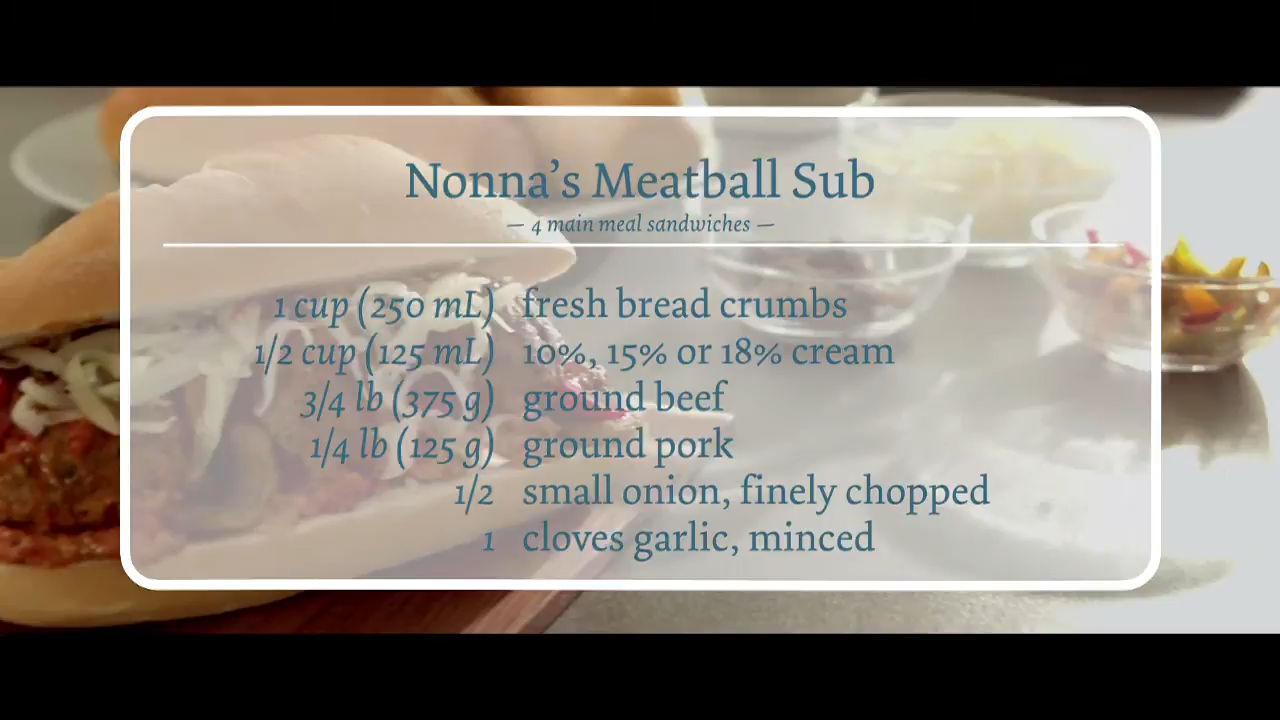 Nonna's Meatball Sub
— 4 main meal sandwiches —
1 cup (250 mL) fresh bread crumbs
1/2 cup (125 mL) 10%, 15% or 18% cream
3/4 lb (375 g) ground beef
1/4 lb (125 g) ground pork
1/2 small onion, finely chopped
1 cloves garlic, minced